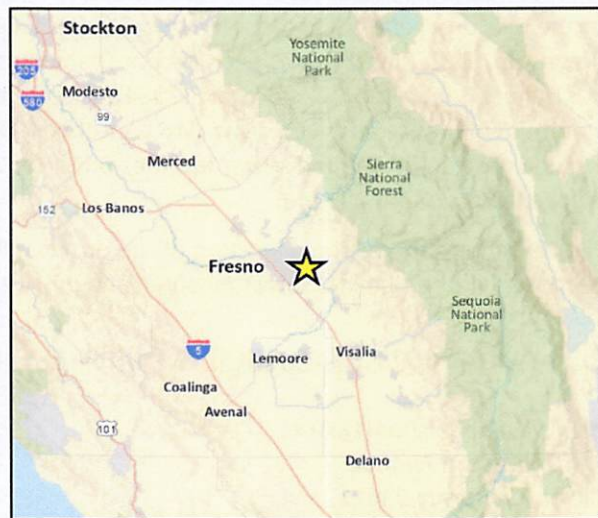 Stockton
Yosemite
National
Park
205
580
Modesto
99
Merced
Sierra
National
Forest
152
Los Banos
Fresno
Sequoia
National
Park
5
Lemoore
Visalia
Coalinga
Avenal
101
Delano